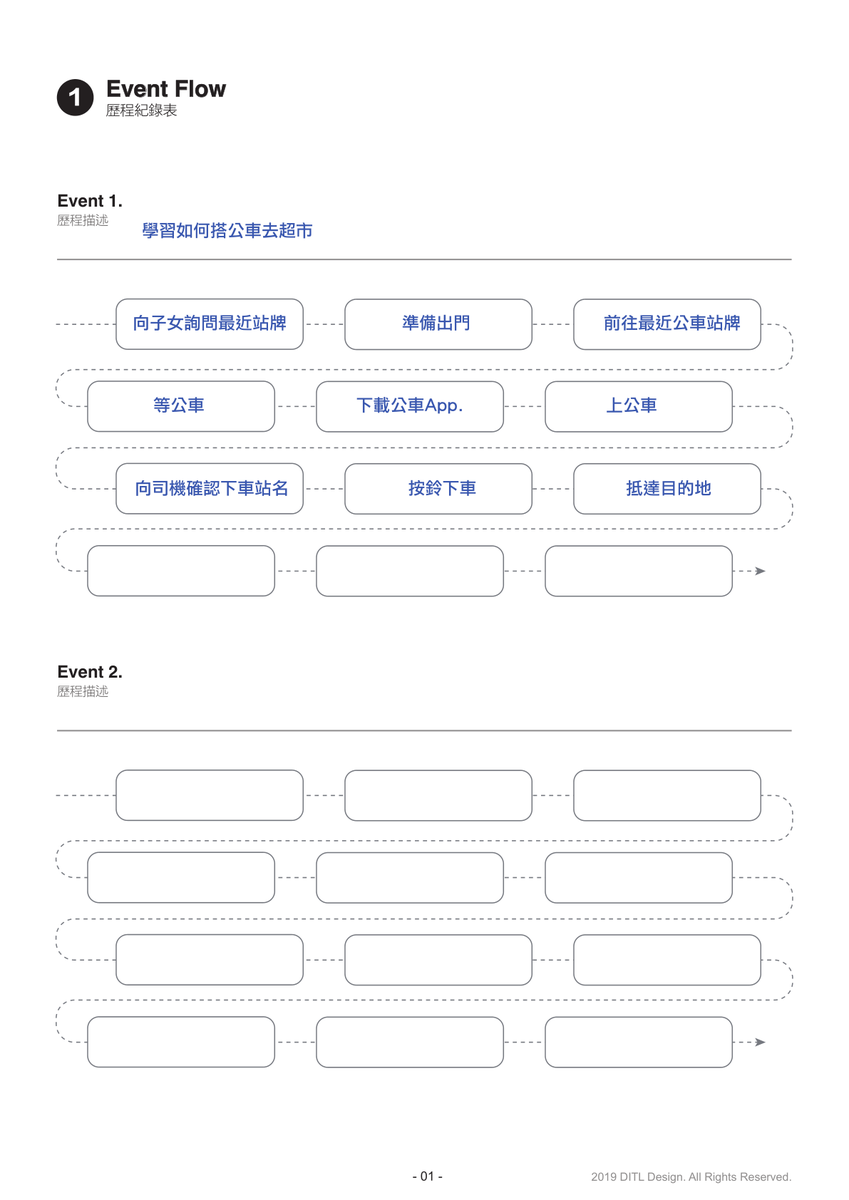 1
Event Flow
歷程紀錄表
Event 1.
歷程描述
學習如何搭公車去超市
向子女詢問最近站牌
準備出門
前往最近公車站牌
等公車
下載公車App.
上公車
向司機確認下車站名
按鈴下車
抵達目的地
Event 2.
歷程描述
- 01 -
2019 DITL Design. All Rights Reserved.